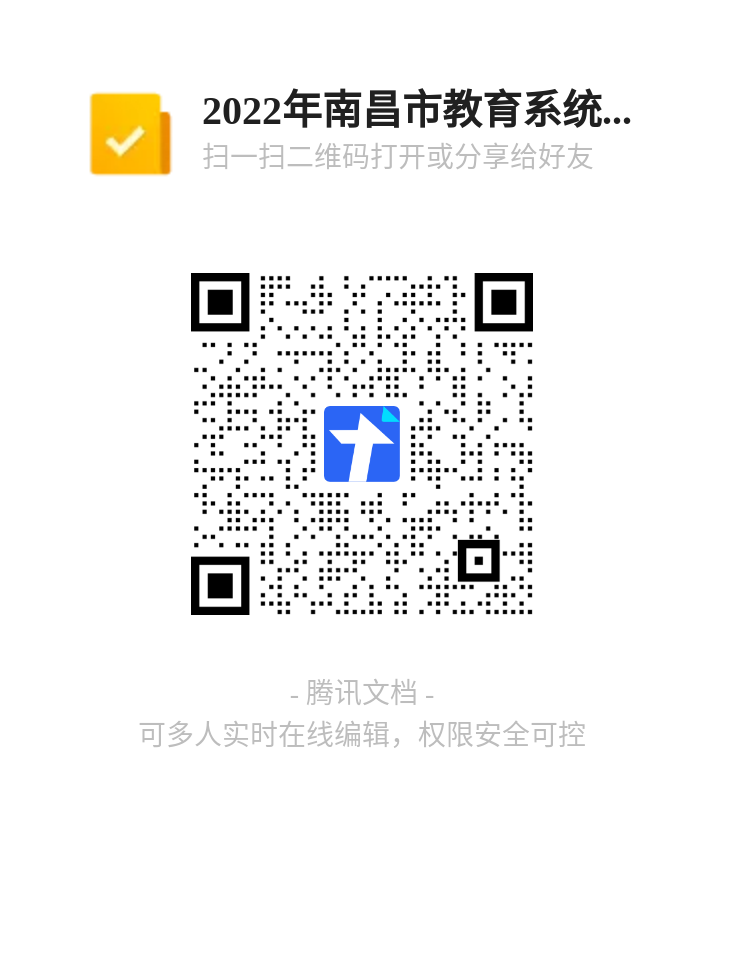 2022年南昌市教育系统...
扫一扫二维码打开或分享给好友
- 腾讯文档 -
可多人实时在线编辑，权限安全可控